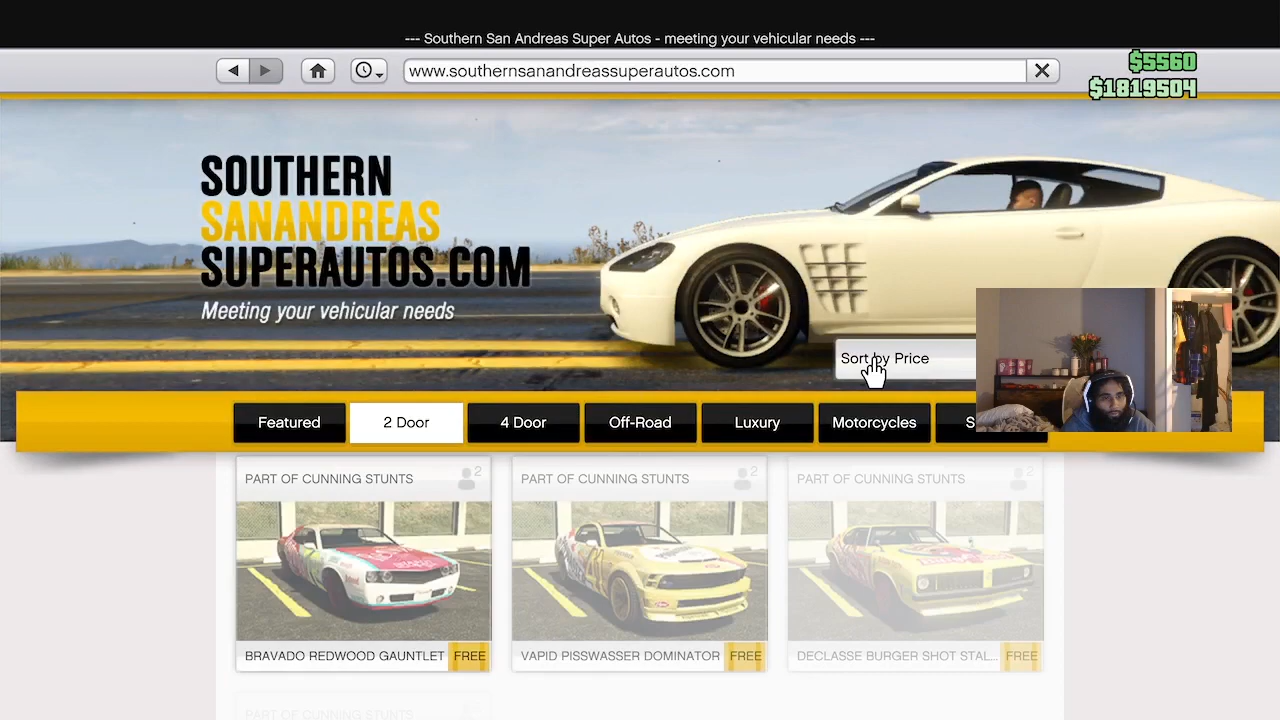 --- Southern San Andreas Super Autos - meeting your vehicular needs ---
www.southernsanandreassuperautos.com
$5560
$1819504
SOUTHERN
SANANDREAS
SUPERAUTOS.COM
Meeting your vehicular needs
Sort by Price
Featured
2 Door
4 Door
Off-Road
Luxury
Motorcycles
PART OF CUNNING STUNTS
2
PART OF CUNNING STUNTS
2
PART OF CUNNING STUNTS
2
BRAVADO REDWOOD GAUNTLET
FREE
VAPID PISSWASSER DOMINATOR
FREE
DECLASSE BURGER SHOT STAL...
FREE
PART OF CUNNING STUNTS